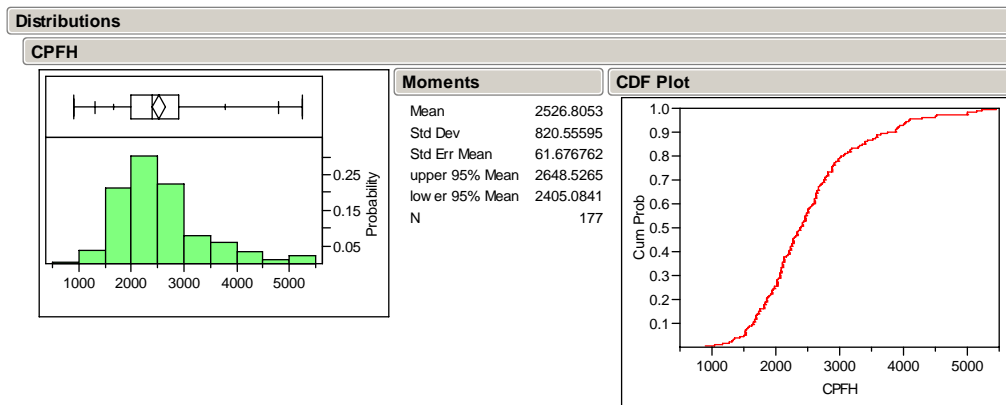 Distributions
CPFH
0.25
0.15
0.05
Probability
1000 2000 3000 4000 5000
Moments
Mean 2526.8053
Std Dev 820.55595
Std Err Mean 61.676762
upper 95% Mean 2648.5265
lower 95% Mean 2405.0841
N 177
CDF Plot
1.0
0.9
0.8
0.7
0.6
0.5
0.4
0.3
0.2
0.1
Cum Prob
1000 2000 3000 4000 5000
CPFH